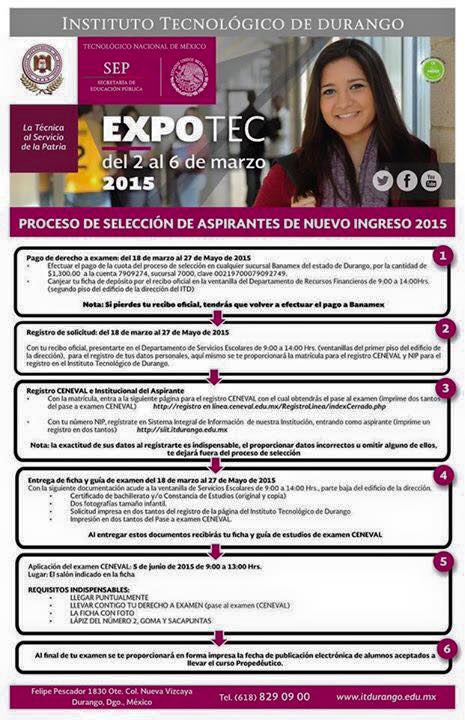 INSTITUTO TECNOLÓGICO DE DURANGO
TECNOLÓGICO NACIONAL DE MÉXICO
SEP
SECRETARÍA DE
EDUCACIÓN PÚBLICA
La Técnica
al Servicio
de la Patria
EXPOTEC
del 2 al 6 de marzo
2015
You
Tube
PROCESO DE SELECCIÓN DE ASPIRANTES DE NUEVO INGRESO 2015
1
Pago de derecho a examen: del 18 de marzo al 27 de Mayo de 2015
• Efectuar el pago de la cuota del proceso de selección en cualquier sucursal Banamex del estado de Durango, por la cantidad de
$1,300.00 a la cuenta 7909274, sucursal 7000, clave 00219700079092749.
• Canjear tu ficha de depósito por el recibo oficial en la ventanilla del Departamento de Recursos Financieros de 9:00 a 14:00Hrs.
(segundo piso del edificio de la dirección del ITD)
Nota: Si pierdes tu recibo oficial, tendrás que volver a efectuar el pago a Banamex
2
Registro de solicitud: del 18 de marzo al 27 de Mayo de 2015
Con tu recibo oficial, presentarte en el Departamento de Servicios Escolares de 9:00 a 14:00 Hrs. (ventanillas del primer piso del edificio de
la dirección), para el registro de tus datos personales, aquí mismo se te proporcionará la matrícula para el registro CENEVAL y NIP para el
registro en el Instituto Tecnológico de Durango.
3
Registro CENEVAL e Institucional del Aspirante
• Con la matrícula, entra a la siguiente página para el registro CENEVAL con el cual obtendrás el pase al examen (imprime dos tantos
del pase a examen CENEVAL) http://registro en linea.ceneval.edu.mx/RegistroLinea/indexCerrado.php
• Con tu número NIP, regístrate en Sistema Integral de Información de nuestra Institución, entrando como aspirante (imprime un
registro en dos tantos) http://siit.itdurango.edu.mx
Nota: la exactitud de sus datos al registrarte es indispensable, el proporcionar datos incorrectos u omitir alguno de ellos,
te dejará fuera del proceso de selección
4
Entrega de ficha y guía de examen del 18 de marzo al 27 de Mayo de 2015
Con la siguiente documentación acude a la ventanilla de Servicios Escolares de 9:00 a 14:00 Hrs., parte baja del edificio de la dirección.
• Certificado de bachillerato y/o Constancia de Estudios (original y copia)
• Dos fotografías tamaño infantil.
• Solicitud impresa en dos tantos del registro de la página del Instituto Tecnológico de Durango
• Impresión en dos tantos del Pase a examen CENEVAL.
Al entregar estos documentos recibirás tu ficha y guía de estudios de examen CENEVAL
5
Aplicación del examen CENEVAL: 5 de junio de 2015 de 9:00 a 13:00 Hrs.
Lugar: El salón indicado en la ficha
REQUISITOS INDISPENSABLES:
• LLEGAR PUNTUALMENTE
• LLEVAR CONTIGO TU DERECHO A EXAMEN (pase al examen (CENEVAL)
• LA FICHA CON FOTO
• LÁPIZ DEL NÚMERO 2, GOMA Y SACAPUNTAS
6
Al final de tu examen se te proporcionará en forma impresa la fecha de publicación electrónica de alumnos aceptados a
llevar el curso Propedéutico.
Felipe Pescador 1830 Ote. Col. Nueva Vizcaya
Durango, Dgo., México
Tel. (618) 829 09 00
www.itdurango.edu.mx